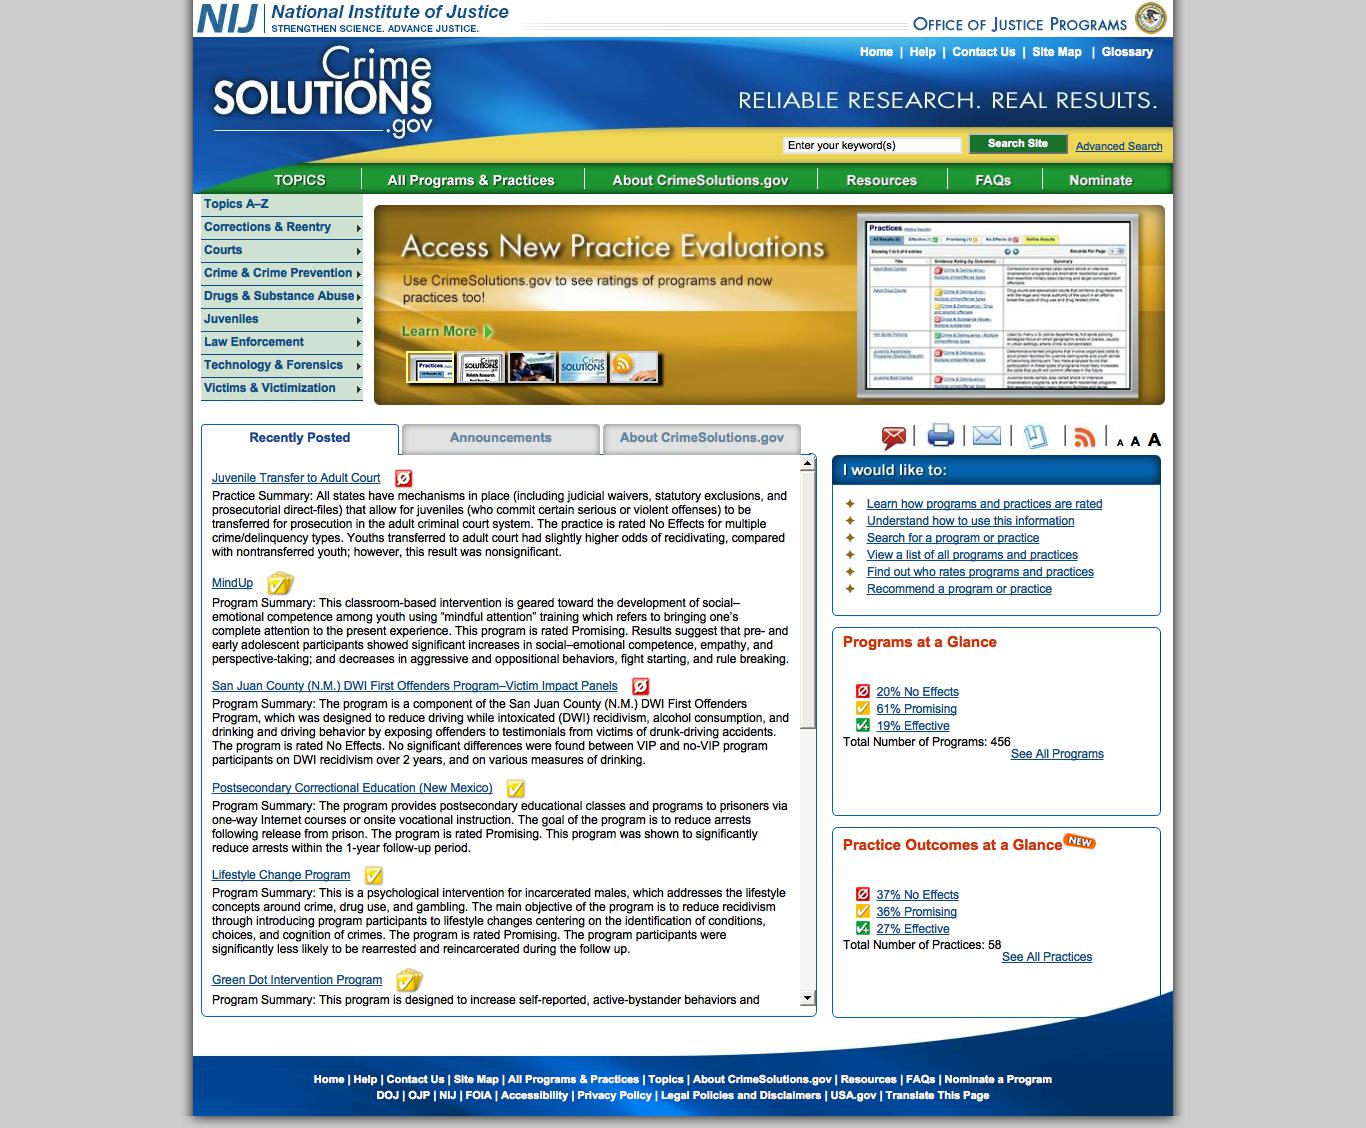 NIJ National Institute of Justice
STRENGTHEN SCIENCE. ADVANCE JUSTICE.
OFFICE OF JUSTICE PROGRAMS
Home | Help | Contact Us | Site Map | Glossary
Crime
SOLUTIONS
.gov
RELIABLE RESEARCH. REAL RESULTS.
Enter your keyword(s)
Search Site
Advanced Search
TOPICS
All Programs & Practices
About CrimeSolutions.gov
Resources
FAQs
Nominate
Topics A–Z
Corrections & Reentry
Courts
Crime & Crime Prevention
Drugs & Substance Abuse
Juveniles
Law Enforcement
Technology & Forensics
Victims & Victimization
Access New Practice Evaluations
Use CrimeSolutions.gov to see ratings of programs and now
practices too!
Learn More
Practices
Recently Posted
Announcements
About CrimeSolutions.gov
A A A
Juvenile Transfer to Adult Court
Practice Summary: All states have mechanisms in place (including judicial waivers, statutory exclusions, and
prosecutorial direct-files) that allow for juveniles (who commit certain serious or violent offenses) to be
transferred for prosecution in the adult criminal court system. The practice is rated No Effects for multiple
crime/delinquency types. Youths transferred to adult court had slightly higher odds of recidivating, compared
with nontransferred youth; however, this result was nonsignificant.
MindUp
Program Summary: This classroom-based intervention is geared toward the development of social–
emotional competence among youth using “mindful attention” training which refers to bringing one’s
complete attention to the present experience. This program is rated Promising. Results suggest that pre- and
early adolescent participants showed significant increases in social–emotional competence, empathy, and
perspective-taking; and decreases in aggressive and oppositional behaviors, fight starting, and rule breaking.
San Juan County (N.M.) DWI First Offenders Program–Victim Impact Panels
Program Summary: The program is a component of the San Juan County (N.M.) DWI First Offenders
Program, which was designed to reduce driving while intoxicated (DWI) recidivism, alcohol consumption, and
drinking and driving behavior by exposing offenders to testimonials from victims of drunk-driving accidents.
The program is rated No Effects. No significant differences were found between VIP and no-VIP program
participants on DWI recidivism over 2 years, and on various measures of drinking.
Postsecondary Correctional Education (New Mexico)
Program Summary: The program provides postsecondary educational classes and programs to prisoners via
one-way Internet courses or onsite vocational instruction. The goal of the program is to reduce arrests
following release from prison. The program is rated Promising. This program was shown to significantly
reduce arrests within the 1-year follow-up period.
Lifestyle Change Program
Program Summary: This is a psychological intervention for incarcerated males, which addresses the lifestyle
concepts around crime, drug use, and gambling. The main objective of the program is to reduce recidivism
through introducing program participants to lifestyle changes centering on the identification of conditions,
choices, and cognition of crimes. The program is rated Promising. The program participants were
significantly less likely to be rearrested and reincarcerated during the follow up.
Green Dot Intervention Program
Program Summary: This program is designed to increase self-reported, active-bystander behaviors and
I would like to:
Learn how programs and practices are rated
Understand how to use this information
Search for a program or practice
View a list of all programs and practices
Find out who rates programs and practices
Recommend a program or practice
Programs at a Glance
20% No Effects
61% Promising
19% Effective
Total Number of Programs: 456
See All Programs
Practice Outcomes at a Glance NEW
37% No Effects
36% Promising
27% Effective
Total Number of Practices: 58
See All Practices
Home | Help | Contact Us | Site Map | All Programs & Practices | Topics | About CrimeSolutions.gov | Resources | FAQs | Nominate a Program
DOJ | OJP | NIJ | FOIA | Accessibility | Privacy Policy | Legal Policies and Disclaimers | USA.gov | Translate This Page